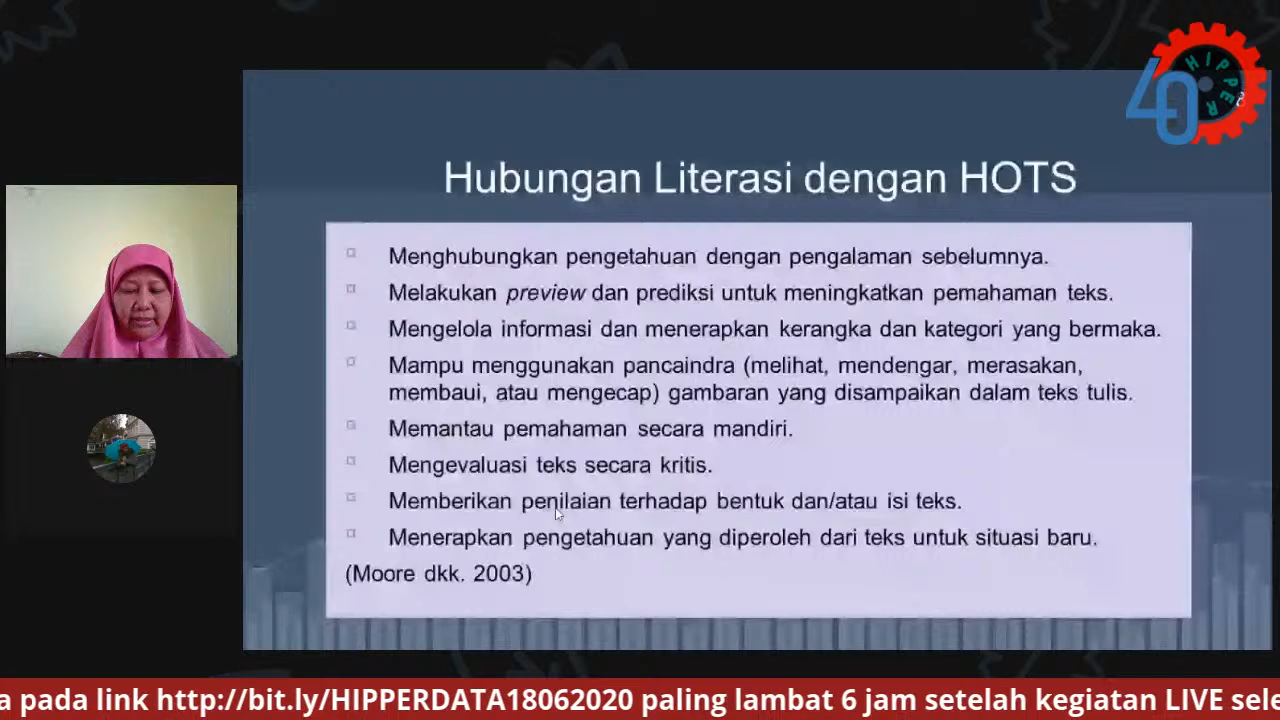 40
HIPPER
8
Hubungan Literasi dengan HOTS
Menghubungkan pengetahuan dengan pengalaman sebelumnya.
Melakukan preview dan prediksi untuk meningkatkan pemahaman teks.
Mengelola informasi dan menerapkan kerangka dan kategori yang bermaka.
Mampu menggunakan pancaindra (melihat, mendengar, merasakan,
membaui, atau mengecap) gambaran yang disampaikan dalam teks tulis.
Memantau pemahaman secara mandiri.
Mengevaluasi teks secara kritis.
Memberikan penilaian terhadap bentuk dan/atau isi teks.
Menerapkan pengetahuan yang diperoleh dari teks untuk situasi baru.
(Moore dkk. 2003)
a pada link http://bit.ly/HIPPERDATA18062020 paling lambat 6 jam setelah kegiatan LIVE sele